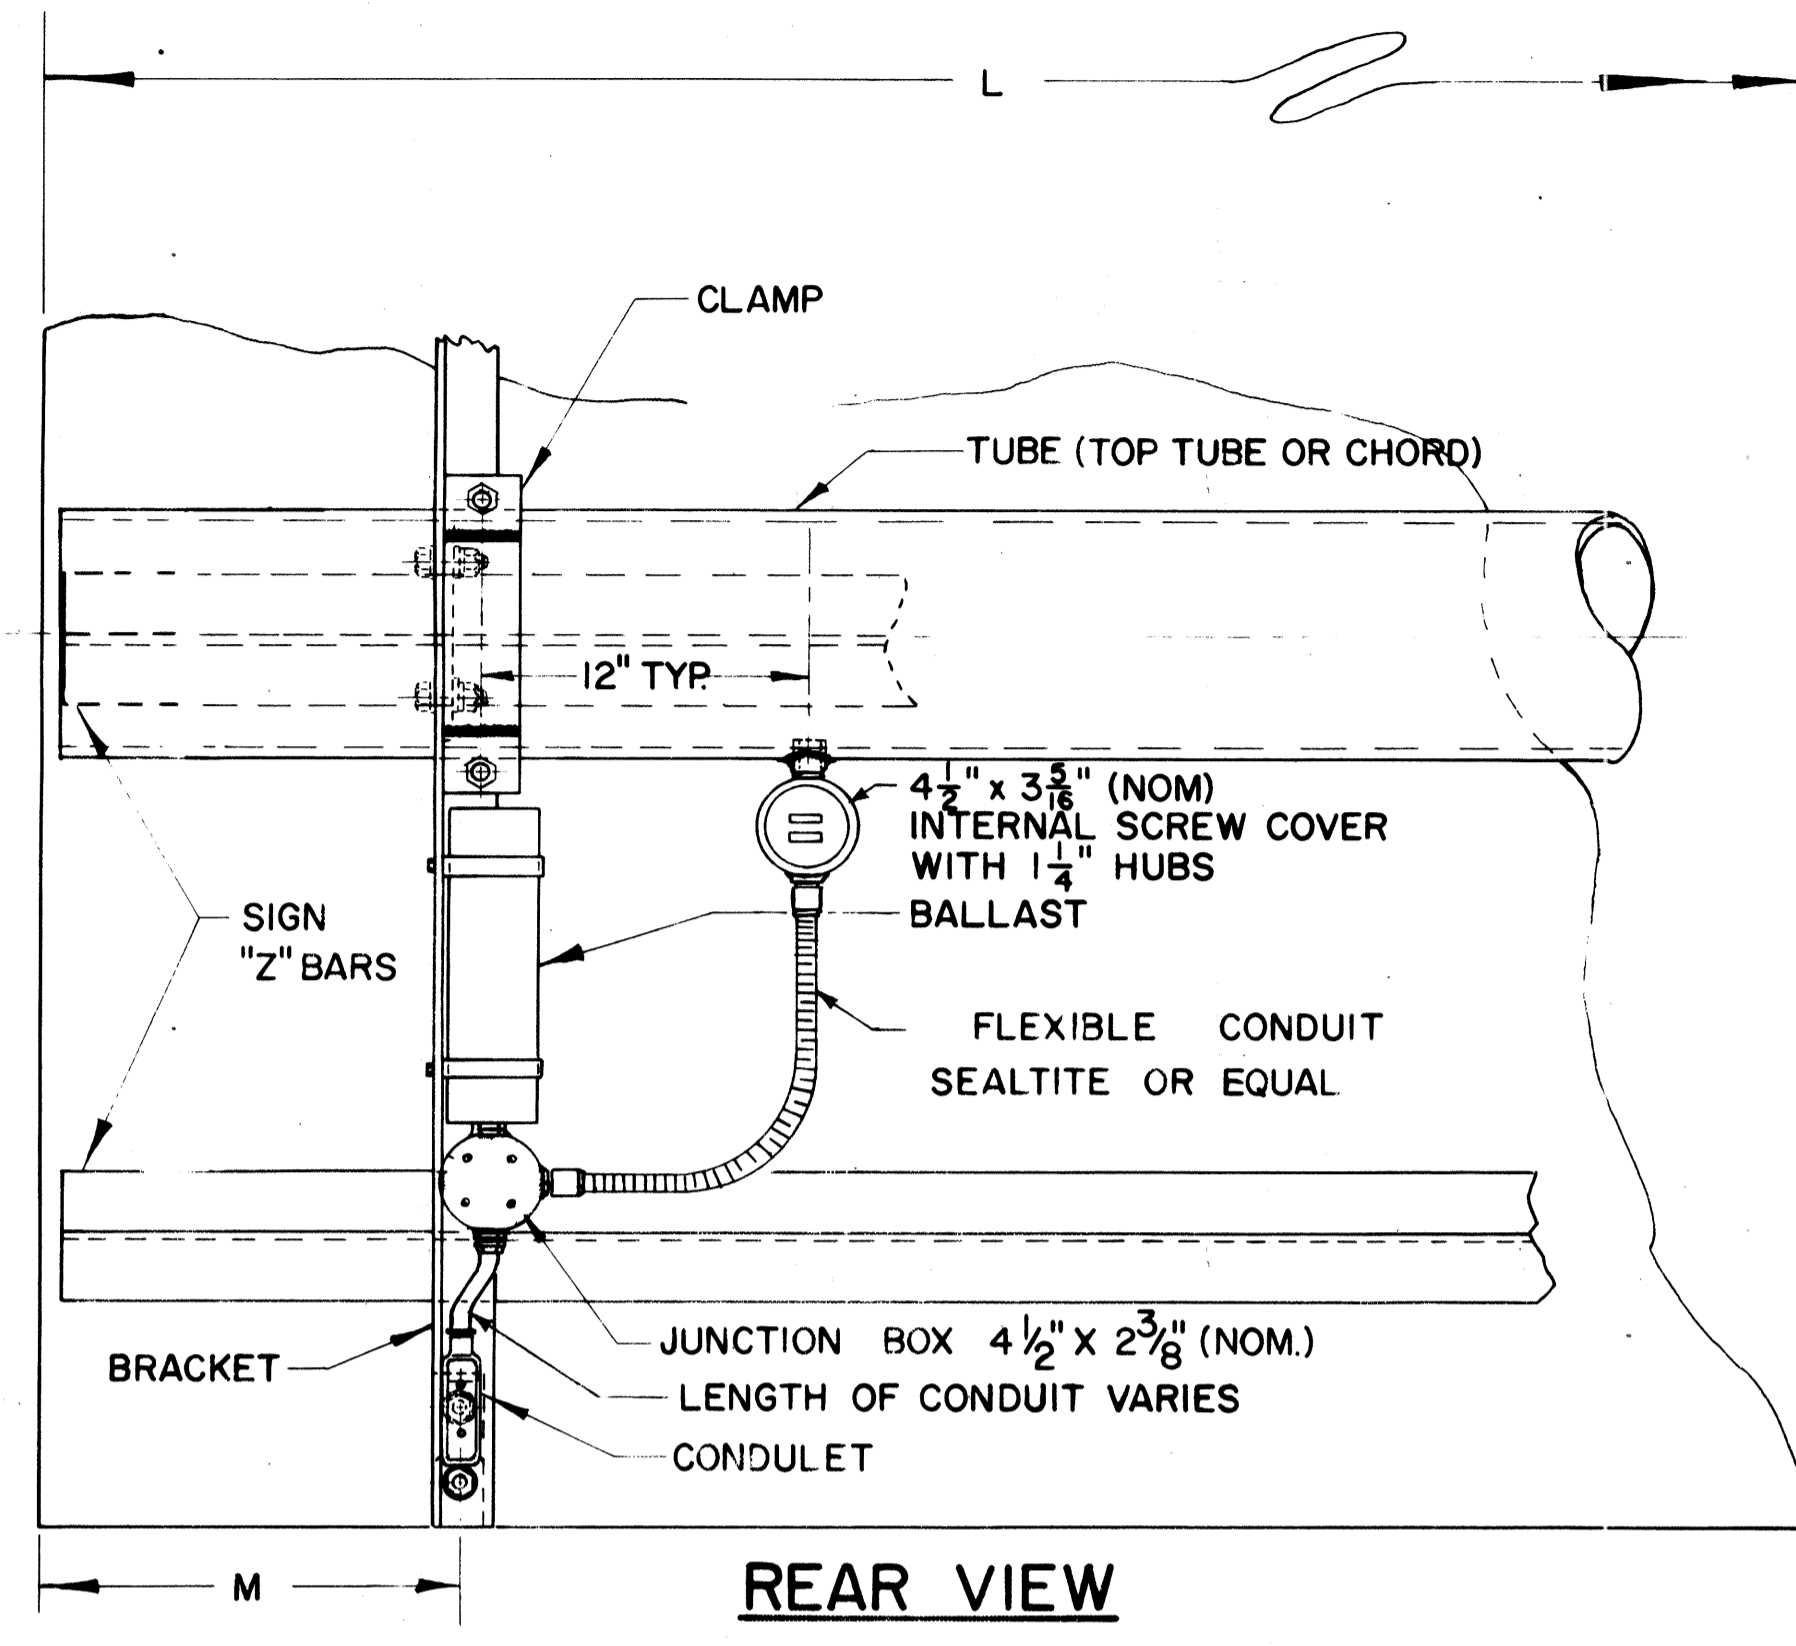 L
CLAMP
TUBE (TOP TUBE OR CHORD)
12" TYP.
4 1/2" x 3 5/16" (NOM)
INTERNAL SCREW COVER
WITH 1 1/4" HUBS
BALLAST
SIGN
"Z" BARS
FLEXIBLE CONDUIT
SEALTITE OR EQUAL
JUNCTION BOX 4 1/2" X 2 3/8" (NOM.)
BRACKET
LENGTH OF CONDUIT VARIES
CONDULET
M
REAR VIEW